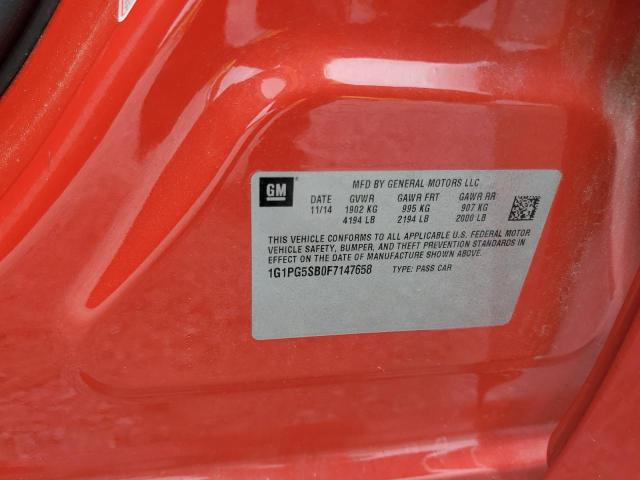 GM
MFD BY GENERAL MOTORS LLC
DATE GVWR GAWR FRT GAWR RR
11/14 1902 KG 995 KG 907 KG
4194 LB 2194 LB 2000 LB
THIS VEHICLE CONFORMS TO ALL APPLICABLE U.S. FEDERAL MOTOR
VEHICLE SAFETY, BUMPER, AND THEFT PREVENTION STANDARDS IN
EFFECT ON THE DATE OF MANUFACTURE SHOWN ABOVE.
1G1PG5SB0F7147658 TYPE: PASS CAR